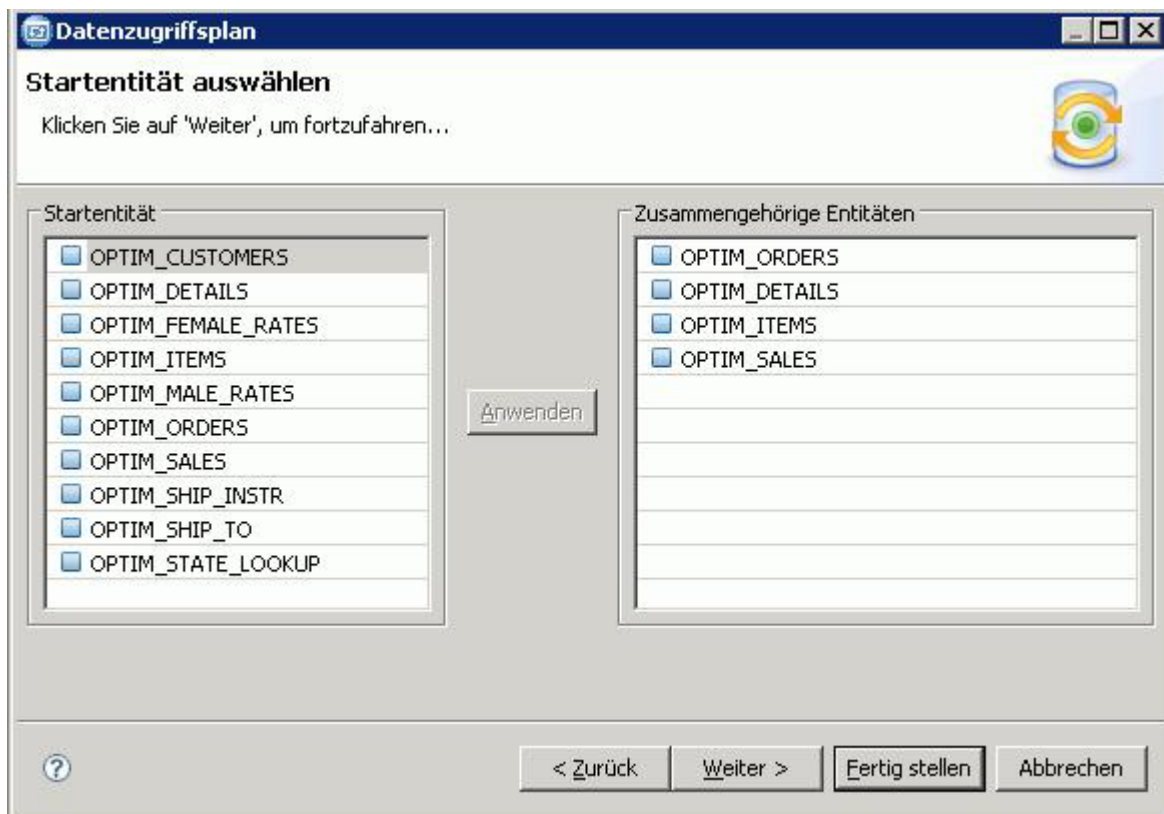 Datenzugriffsplan
Startentität auswählen
Klicken Sie auf 'Weiter', um fortzufahren...
Startentität
OPTIM_CUSTOMERS
OPTIM_DETAILS
OPTIM_FEMALE_RATES
OPTIM_ITEMS
OPTIM_MALE_RATES
OPTIM_ORDERS
OPTIM_SALES
OPTIM_SHIP_INSTR
OPTIM_SHIP_TO
OPTIM_STATE_LOOKUP
Anwenden
Zusammengehörige Entitäten
OPTIM_ORDERS
OPTIM_DETAILS
OPTIM_ITEMS
OPTIM_SALES
?
< Zurück
Weiter >
Fertig stellen
Abbrechen